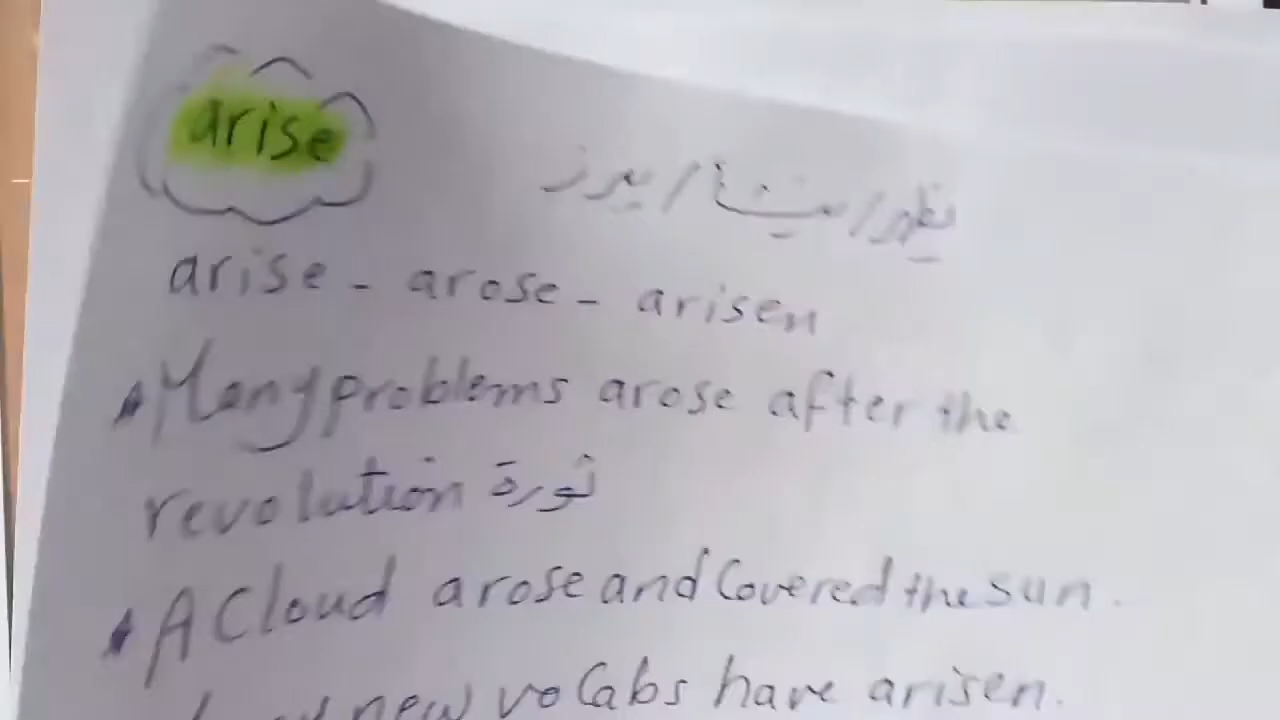 arise
يظهر / ينشأ / يبرز
arise - arose - arisen
Many problems arose after the
revolution ثورة
A Cloud arose and Covered the sun.
new vocabs have arisen.